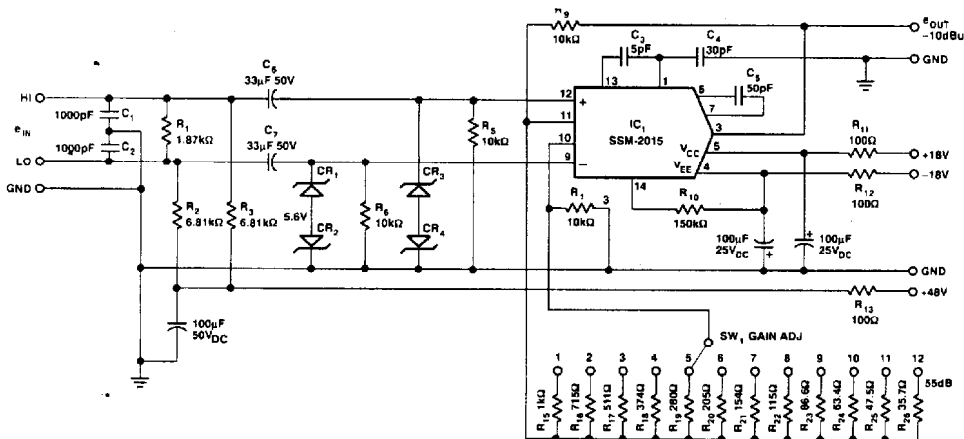 R9
10kΩ
eOUT
-10dBu
C3
5pF
C4
30pF
GND
C6
33µF 50V
13
1
6
C5
50pF
7
HI
12
+
1000pF
C1
11
IC1
SSM-2015
3
eIN
R1
1.87kΩ
R5
10kΩ
10
R11
100Ω
1000pF
C2
C7
33µF 50V
VCC
5
+18V
LO
9
−
VEE
4
-18V
GND
14
R12
100Ω
CR1
CR3
R2
6.81kΩ
R3
6.81kΩ
5.6V
R6
10kΩ
R1
10kΩ
3
R10
150kΩ
CR2
CR4
100µF
25VDC
+
100µF
25VDC
+
GND
+48V
100µF
50VDC
R13
100Ω
SW1 GAIN ADJ
1 2 3 4 5 6 7 8 9 10 11 12
55dB
R15 1kΩ
R16 715Ω
R17 511Ω
R18 374Ω
R19 280Ω
R20 205Ω
R21 154Ω
R22 115Ω
R23 86.6Ω
R24 63.4Ω
R25 47.5Ω
R26 35.7Ω